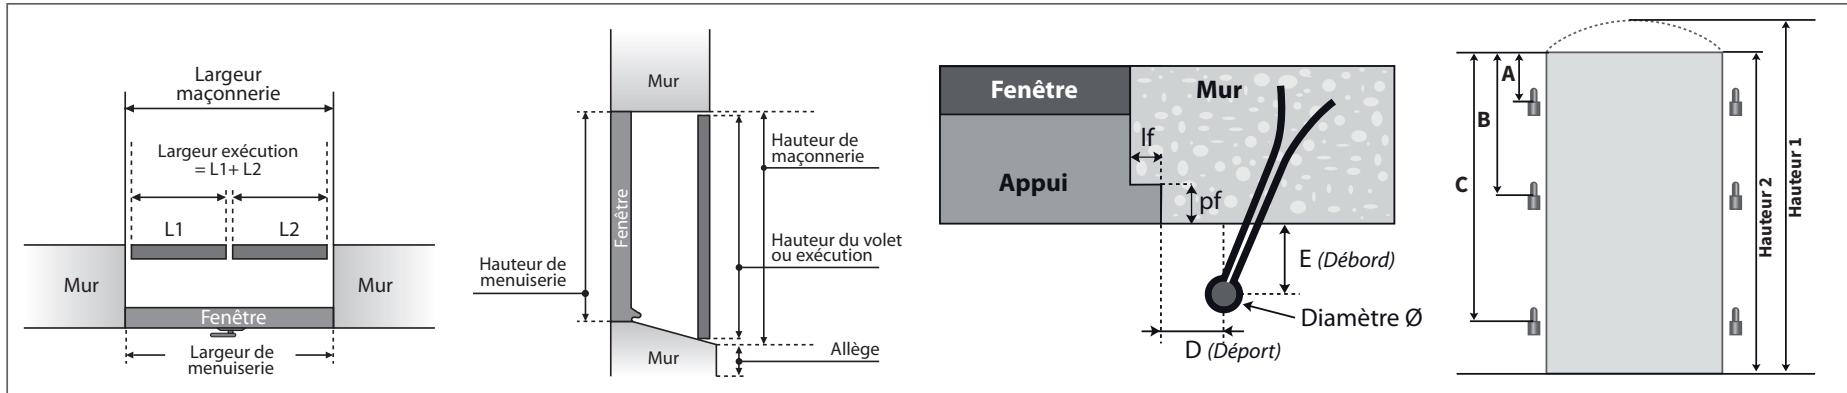 Largeur
maçonnerie
Largeur exécution
= L1+ L2
L1
L2
Mur
Mur
Fenêtre
Largeur de
menuiserie
Mur
Hauteur de
maçonnerie
Fenêtre
Hauteur du volet
ou exécution
Hauteur de
menuiserie
Mur
Allège
Fenêtre
Mur
lf
Appui
pf
E (Débord)
Diamètre Ø
D (Déport)
A
B
C
Hauteur 2
Hauteur 1